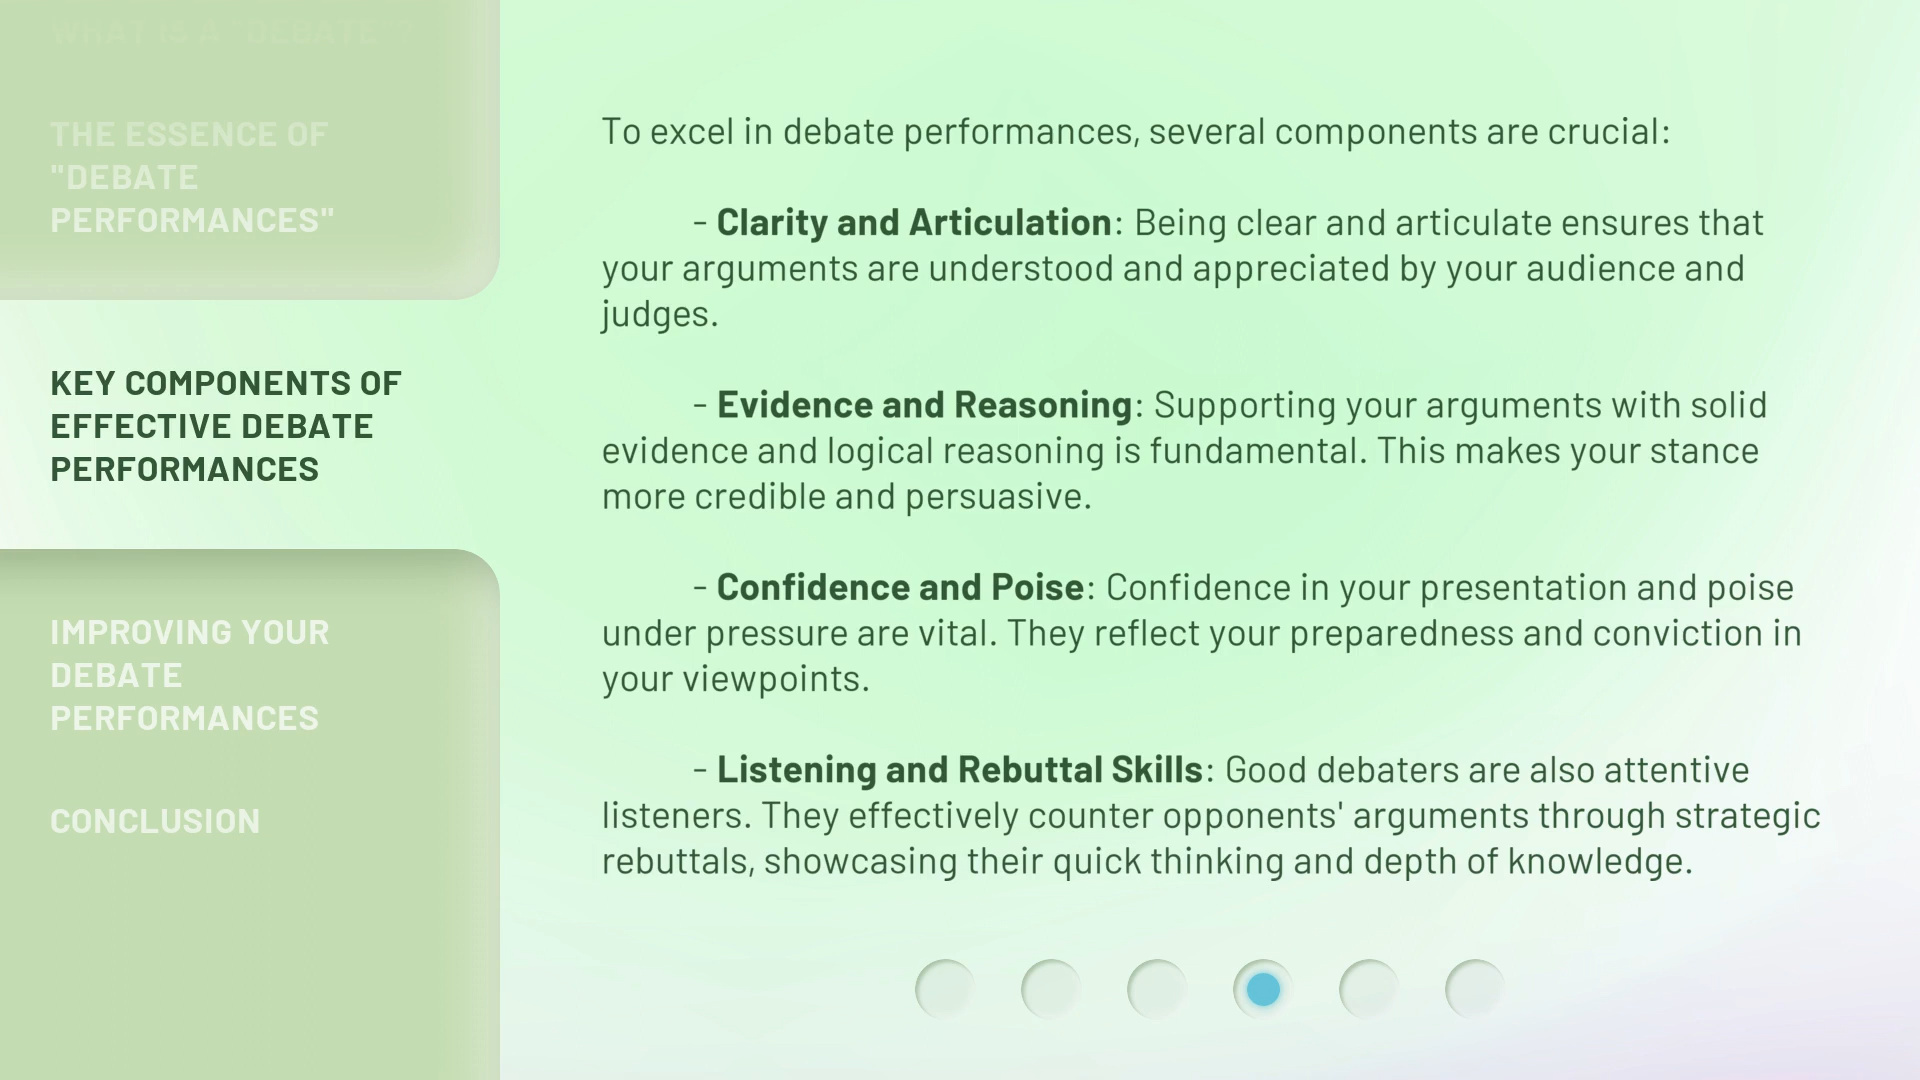 WHAT IS A "DEBATE"?
THE ESSENCE OF
"DEBATE
PERFORMANCES"
KEY COMPONENTS OF
EFFECTIVE DEBATE
PERFORMANCES
IMPROVING YOUR
DEBATE
PERFORMANCES
CONCLUSION
To excel in debate performances, several components are crucial:
- Clarity and Articulation: Being clear and articulate ensures that
your arguments are understood and appreciated by your audience and
judges.
- Evidence and Reasoning: Supporting your arguments with solid
evidence and logical reasoning is fundamental. This makes your stance
more credible and persuasive.
- Confidence and Poise: Confidence in your presentation and poise
under pressure are vital. They reflect your preparedness and conviction in
your viewpoints.
- Listening and Rebuttal Skills: Good debaters are also attentive
listeners. They effectively counter opponents' arguments through strategic
rebuttals, showcasing their quick thinking and depth of knowledge.